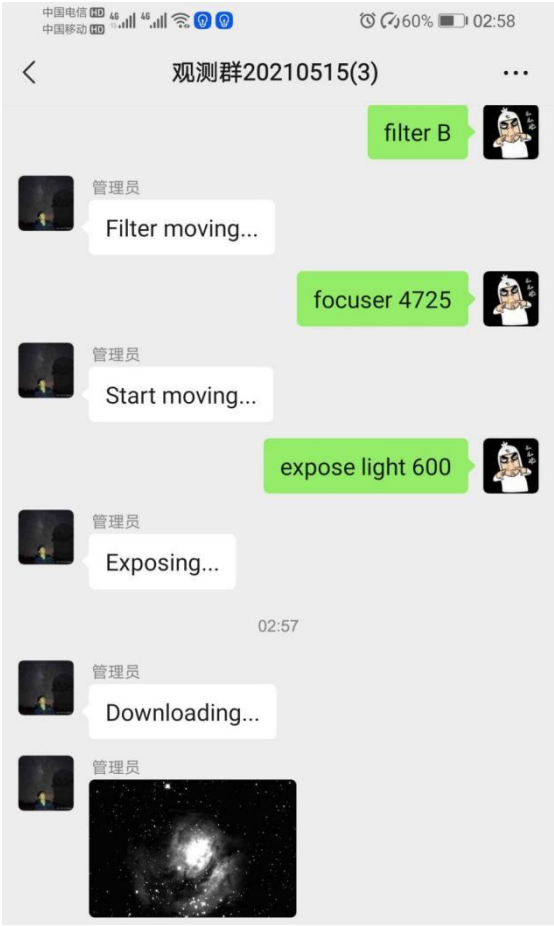 中国电信 HD 46 46 60% 02:58
中国移动 HD
观测群20210515(3)
filter B
管理员
Filter moving...
focuser 4725
管理员
Start moving...
expose light 600
管理员
Exposing...
02:57
管理员
Downloading...
管理员